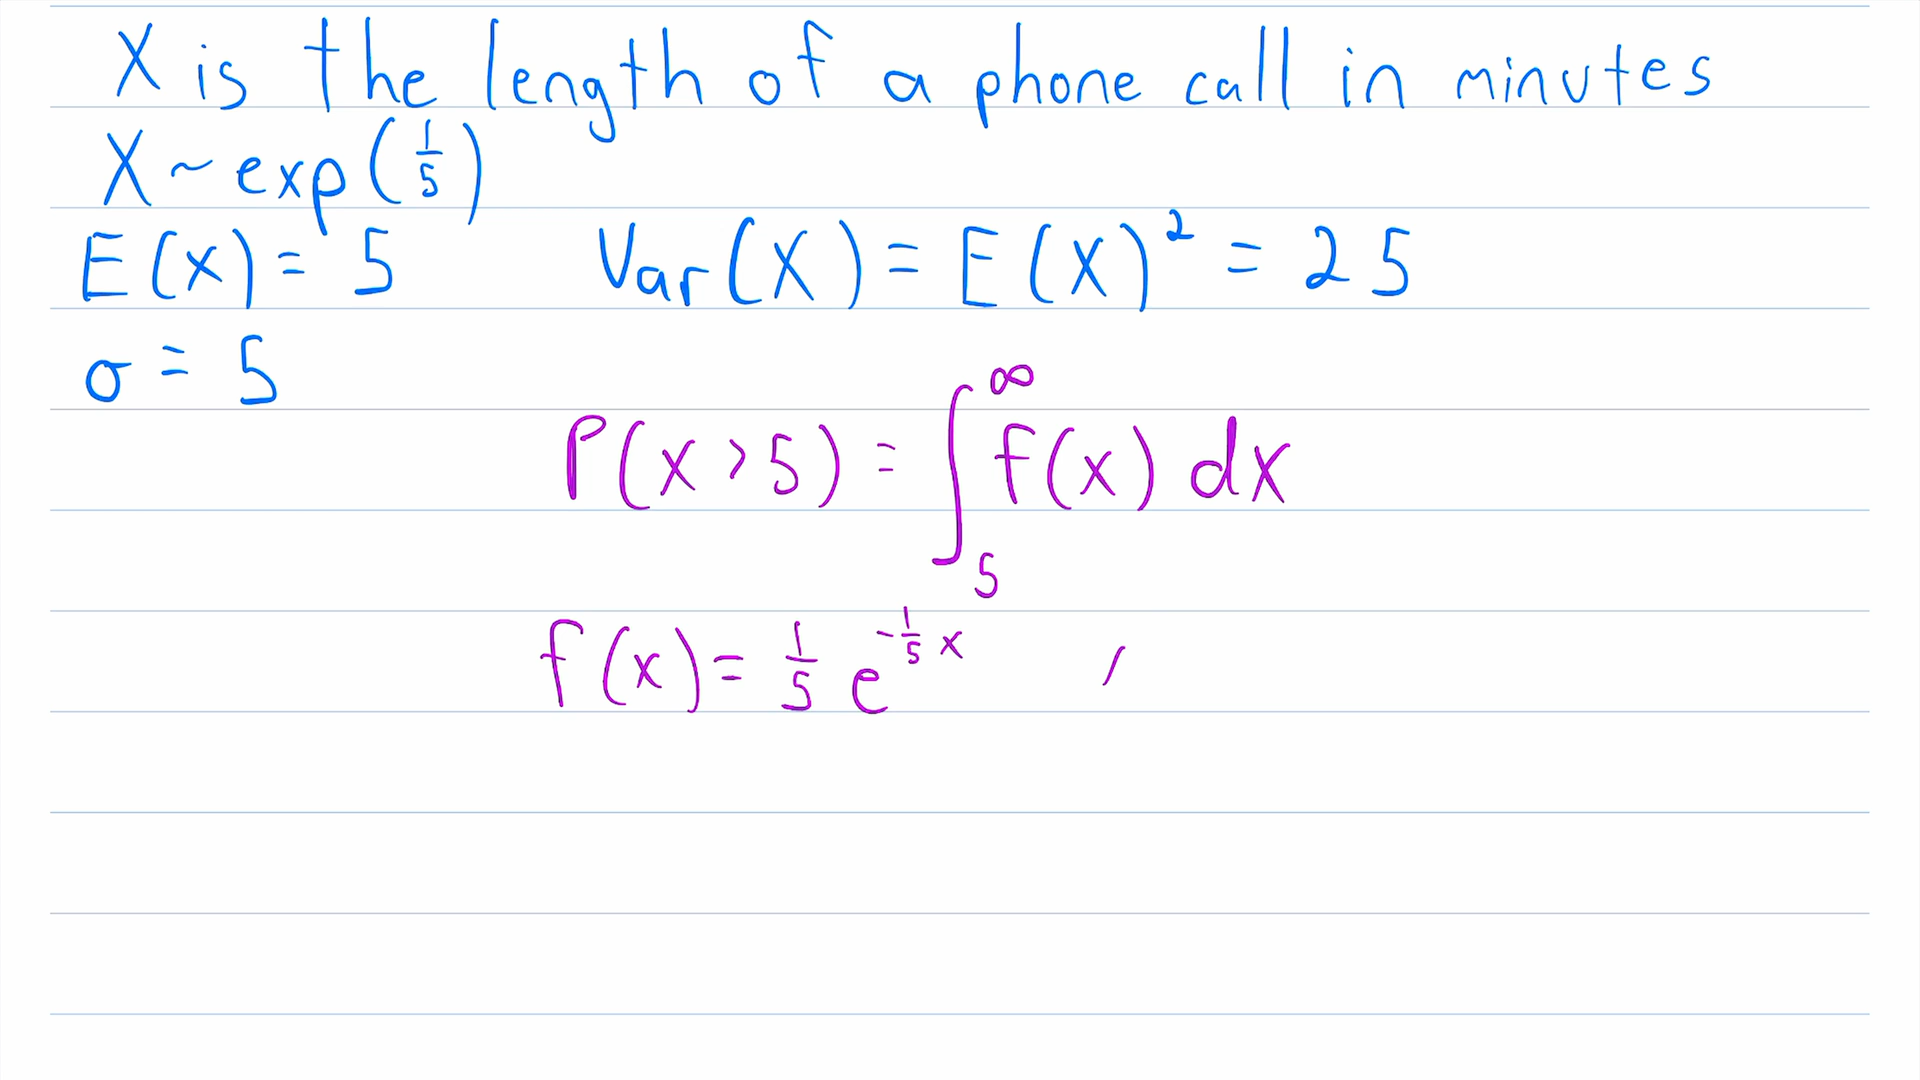 X is the length of a phone call in minutes
X ~ exp(1/5)
E(x) = 5 Var(X) = E(X)² = 25
σ = 5
P(x > 5) = ∫₅^∞ f(x) dx
f(x) = 1/5 e^(-1/5 x)